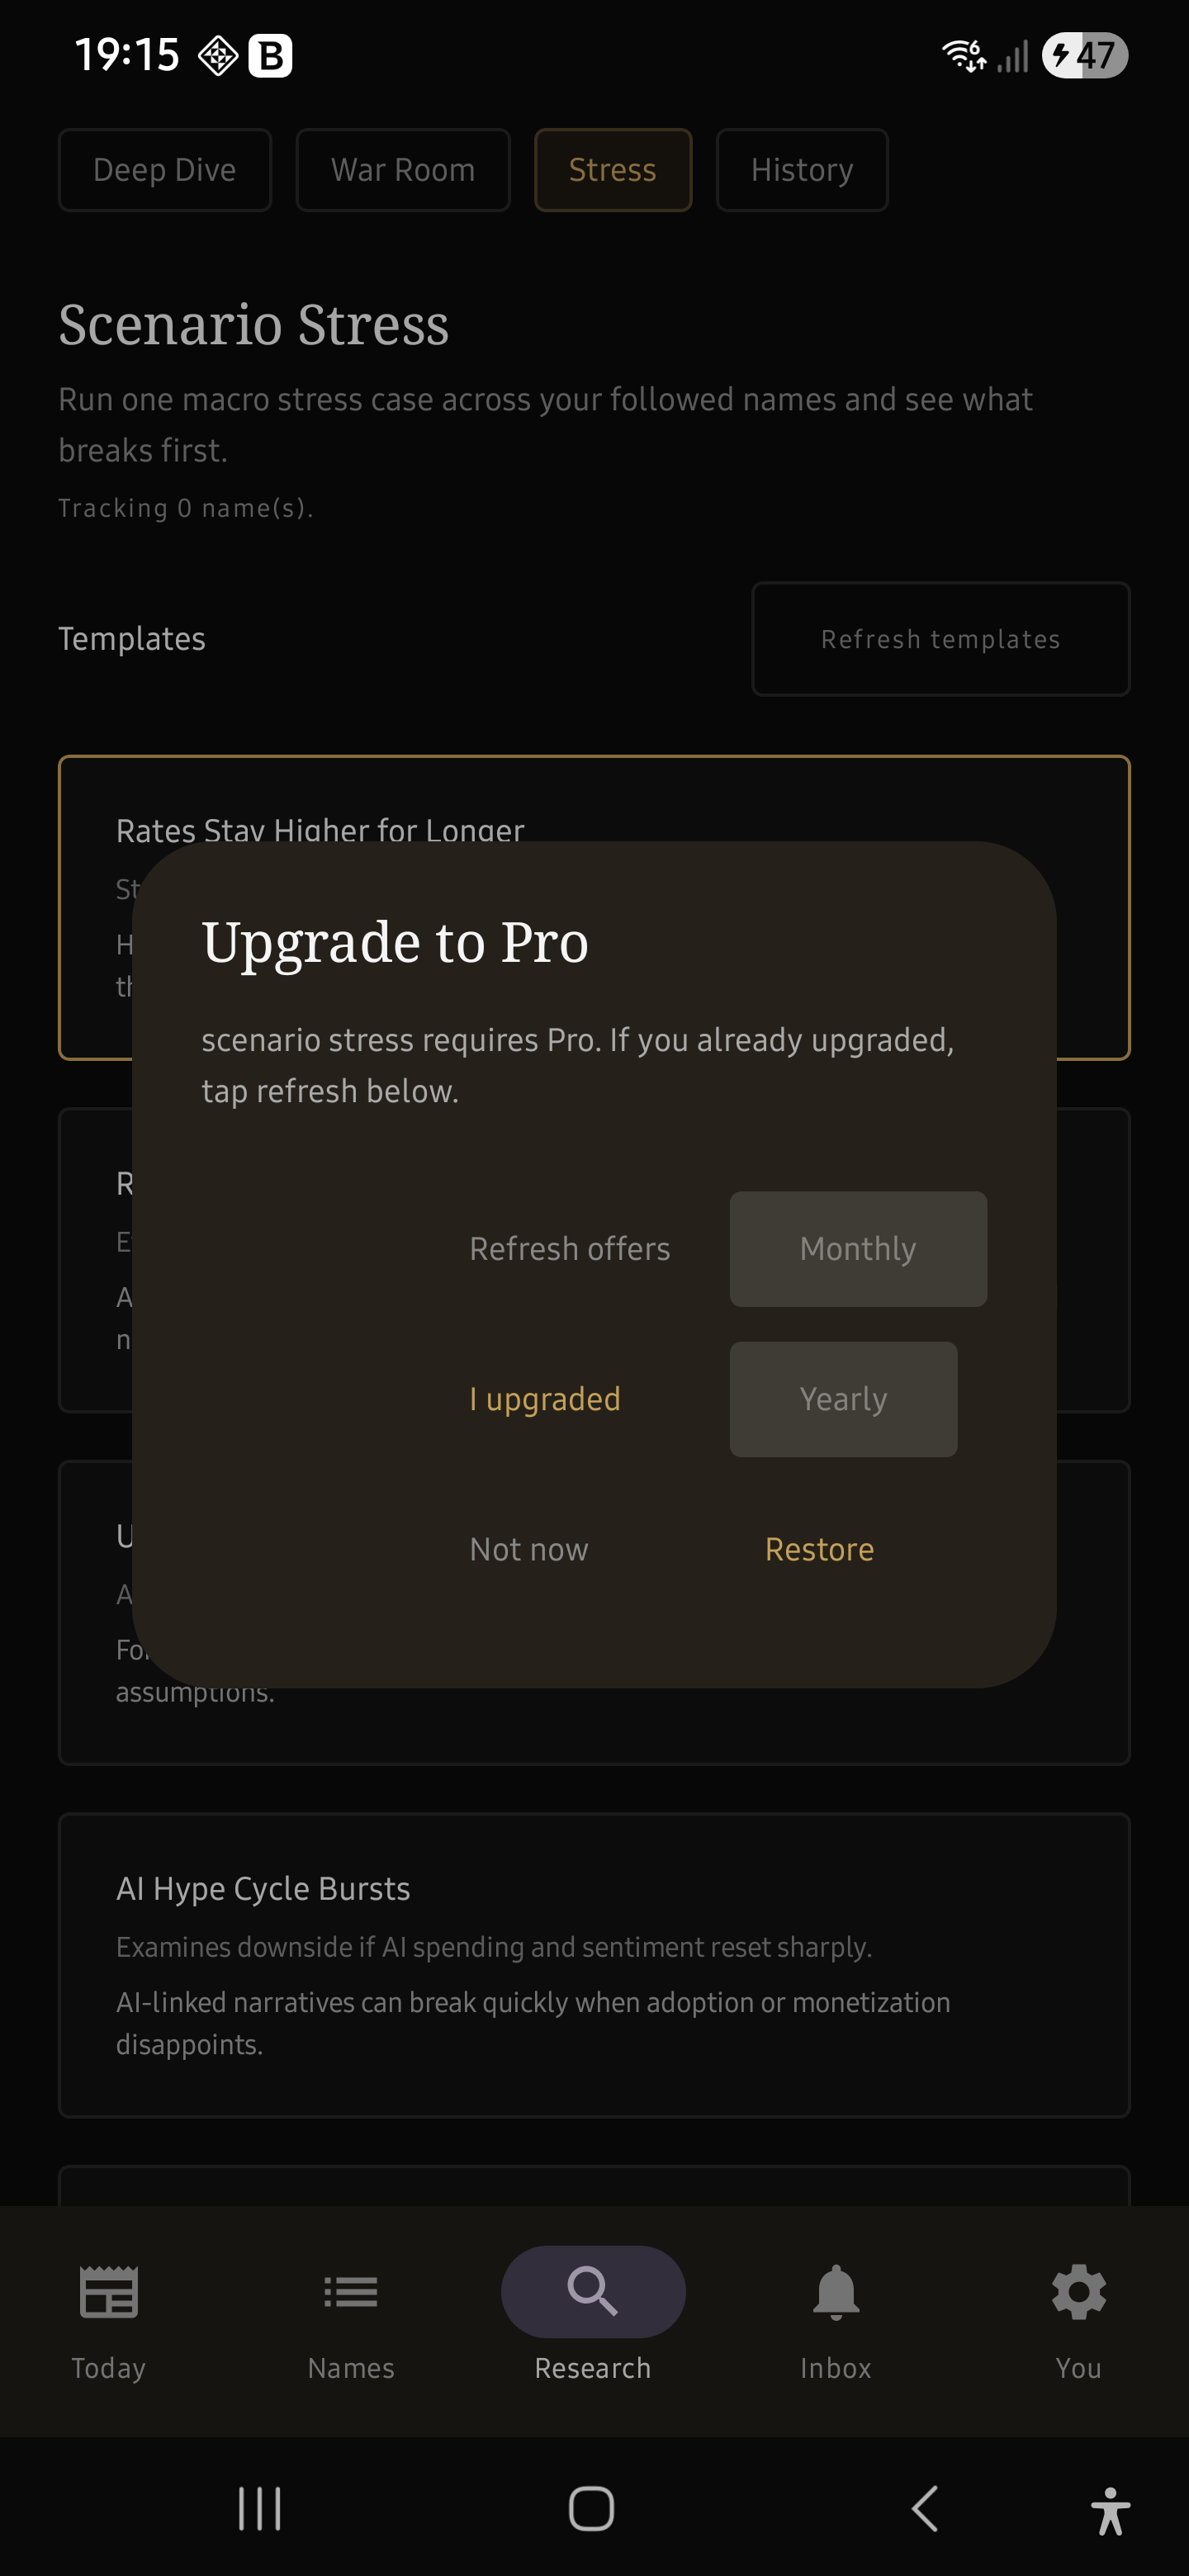 19:15
B
6
47
Deep Dive
War Room
Stress
History
Scenario Stress
Run one macro stress case across your followed names and see what
breaks first.
Tracking 0 name(s).
Templates
Refresh templates
Rates Stay Higher for Longer
Upgrade to Pro
scenario stress requires Pro. If you already upgraded,
tap refresh below.
Refresh offers
Monthly
I upgraded
Yearly
Not now
Restore
assumptions.
AI Hype Cycle Bursts
Examines downside if AI spending and sentiment reset sharply.
AI-linked narratives can break quickly when adoption or monetization
disappoints.
Today
Names
Research
Inbox
You